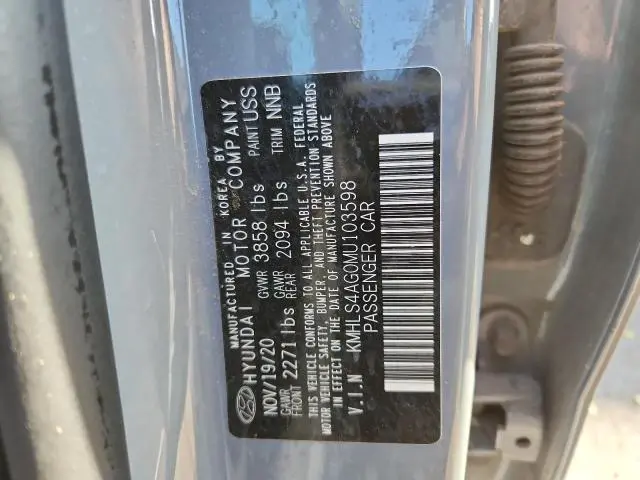 MANUFACTURED IN KOREA BY
HYUNDAI MOTOR COMPANY
NOV/19/20 GVWR 3858 lbs PAINT USS
GAWR FRONT 2271 lbs GAWR REAR 2094 lbs TRIM NNB
THIS VEHICLE CONFORMS TO ALL APPLICABLE U.S.A. FEDERAL
MOTOR VEHICLE SAFETY, BUMPER, AND THEFT PREVENTION STANDARDS
IN EFFECT ON THE DATE OF MANUFACTURE SHOWN ABOVE
V.I.N KMHLS4AG0MU103598
PASSENGER CAR